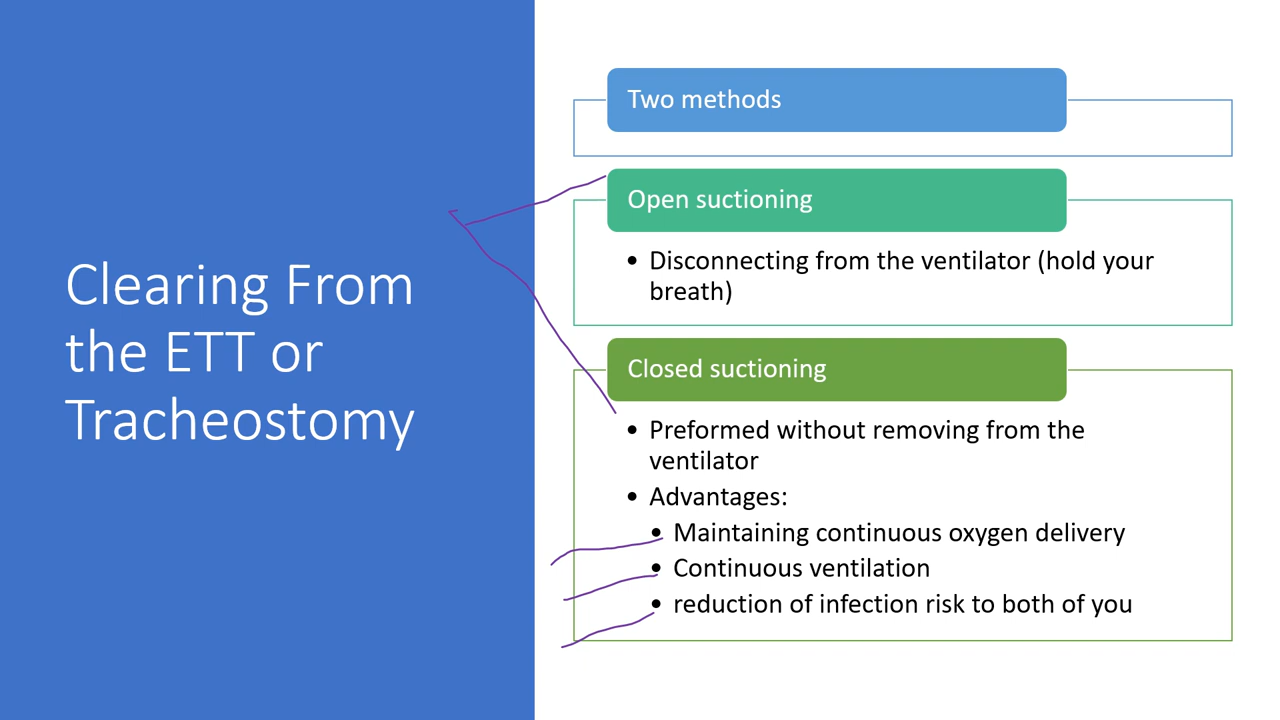 Clearing From
the ETT or
Tracheostomy
Two methods
Open suctioning
• Disconnecting from the ventilator (hold your
breath)
Closed suctioning
• Preformed without removing from the
ventilator
• Advantages:
• Maintaining continuous oxygen delivery
• Continuous ventilation
• reduction of infection risk to both of you